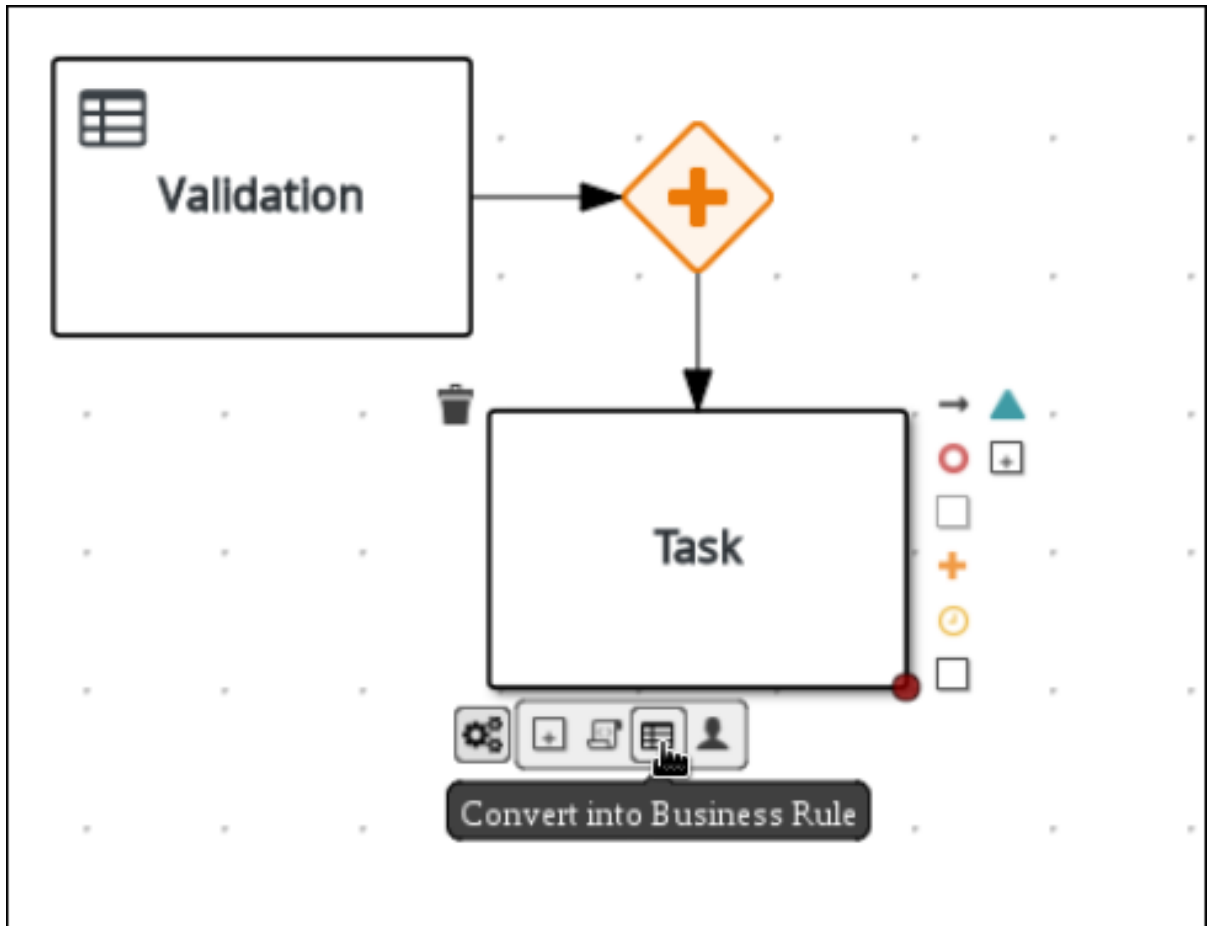 Validation
Task
Convert into Business Rule